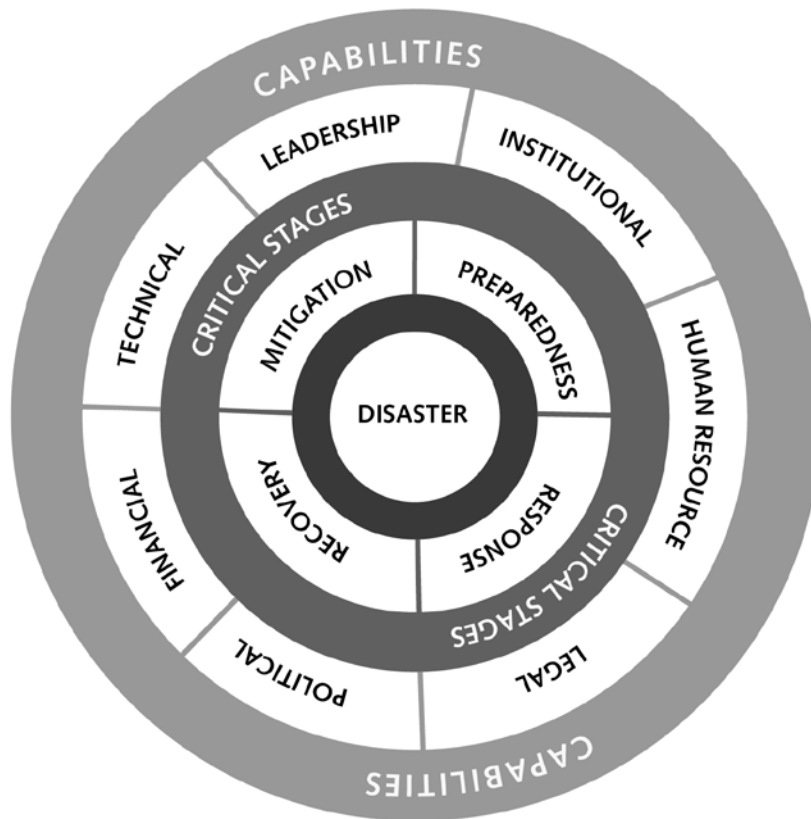 CAPABILITIES
LEADERSHIP
INSTITUTIONAL
HUMAN RESOURCE
LEGAL
POLITICAL
FINANCIAL
TECHNICAL
CAPABILITIES
CRITICAL STAGES
MITIGATION
PREPAREDNESS
RESPONSE
RECOVERY
CRITICAL STAGES
DISASTER